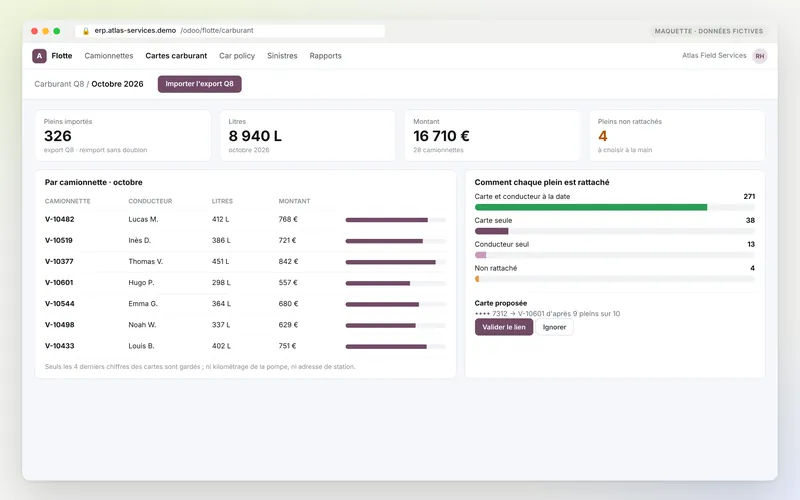 erp.atlas-services.demo /odoo/flotte/carburant
MAQUETTE · DONNÉES FICTIVES
A Flotte Camionnettes Cartes carburant Car policy Sinistres Rapports
Atlas Field Services RH
Carburant Q8 / Octobre 2026
Importer l'export Q8
Pleins importés
326
export Q8 · reimport sans doublon
Litres
8 940 L
octobre 2026
Montant
16 710 €
28 camionnettes
Pleins non rattachés
4
à choisir à la main
Par camionnette · octobre
CAMIONNETTE CONDUCTEUR LITRES MONTANT
V-10482 Lucas M. 412 L 768 €
V-10519 Inès D. 386 L 721 €
V-10377 Thomas V. 451 L 842 €
V-10601 Hugo P. 298 L 557 €
V-10544 Emma G. 364 L 680 €
V-10498 Noah W. 337 L 629 €
V-10433 Louis B. 402 L 751 €
Seuls les 4 derniers chiffres des cartes sont gardés ; ni kilométrage de la pompe, ni adresse de station.
Comment chaque plein est rattaché
Carte et conducteur à la date 271
Carte seule 38
Conducteur seul 13
Non rattaché 4
Carte proposée
•••• 7312 → V-10601 d'après 9 pleins sur 10
Valider le lien
Ignorer